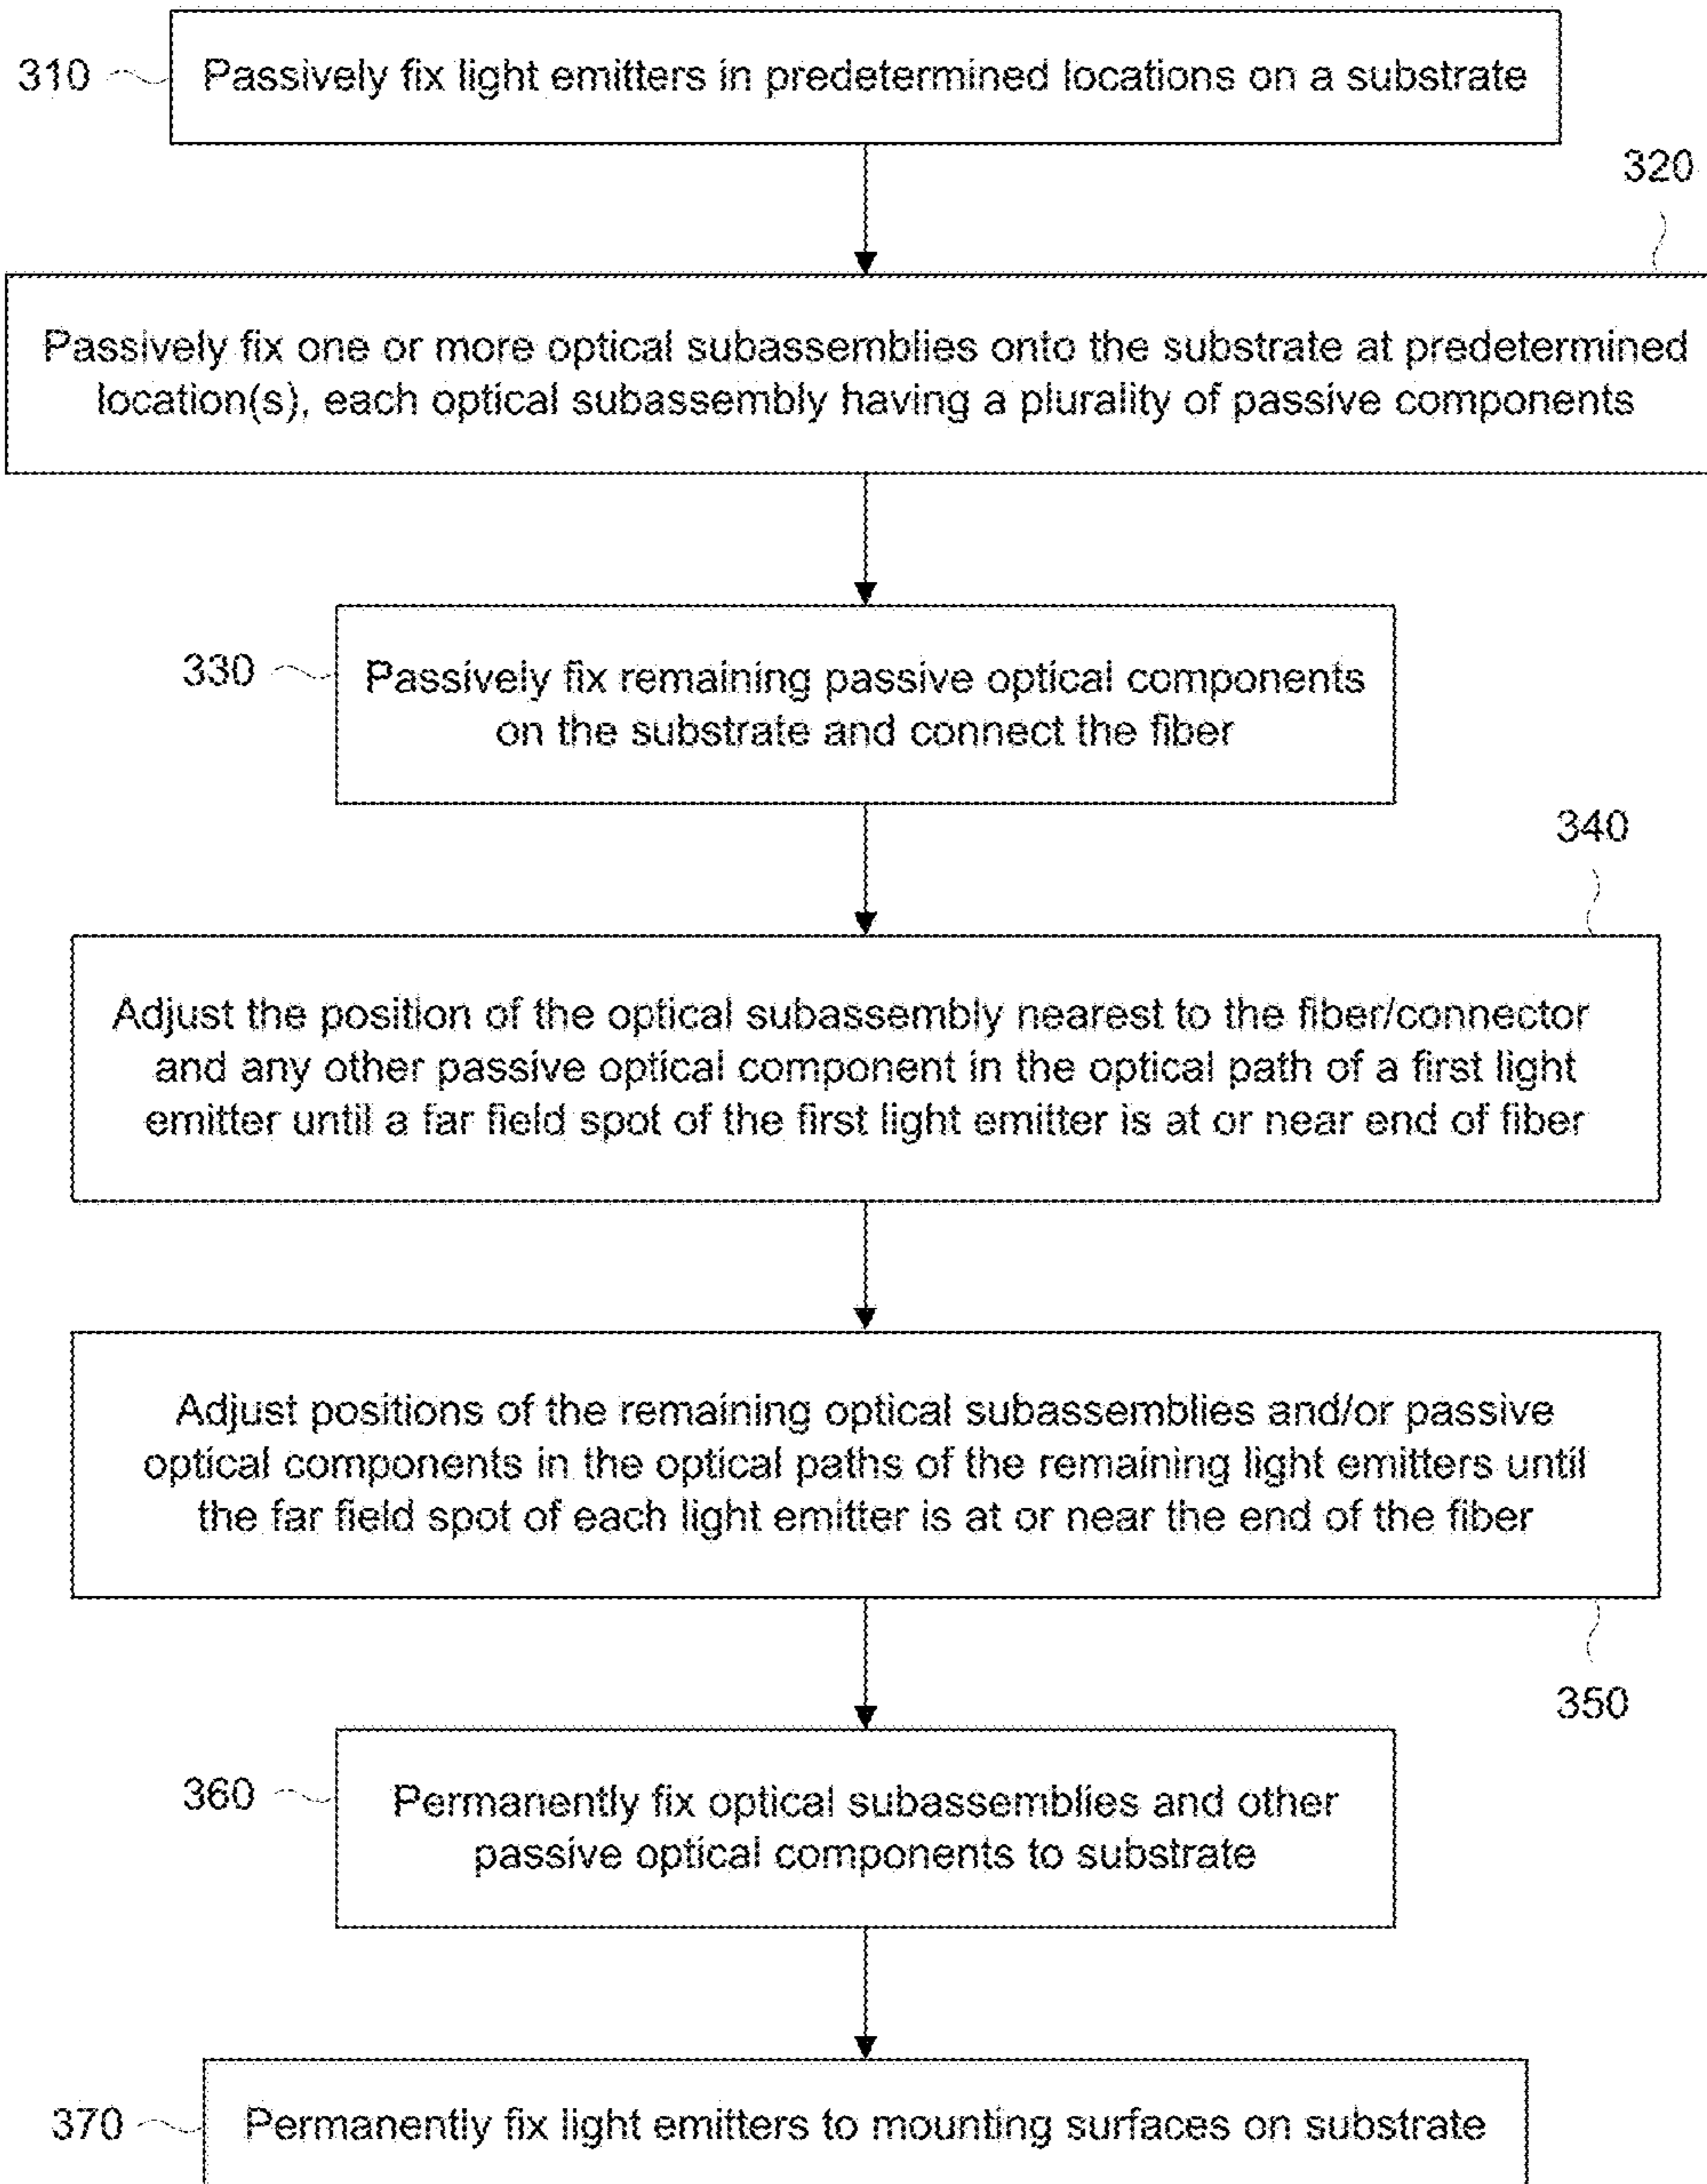 310
Passively fix light emitters in predetermined locations on a substrate
320
Passively fix one or more optical subassemblies onto the substrate at predetermined
location(s), each optical subassembly having a plurality of passive components
330
Passively fix remaining passive optical components
on the substrate and connect the fiber
340
Adjust the position of the optical subassembly nearest to the fiber/connector
and any other passive optical component in the optical path of a first light
emitter until a far field spot of the first light emitter is at or near end of fiber
Adjust positions of the remaining optical subassemblies and/or passive
optical components in the optical paths of the remaining light emitters until
the far field spot of each light emitter is at or near the end of the fiber
350
360
Permanently fix optical subassemblies and other
passive optical components to substrate
370
Permanently fix light emitters to mounting surfaces on substrate